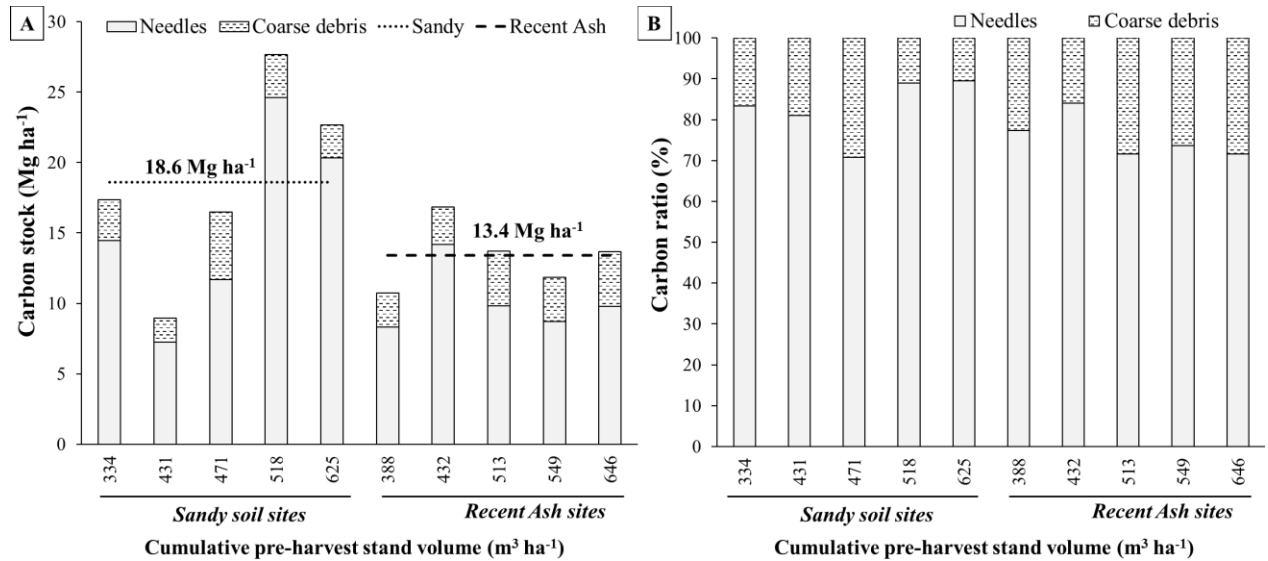 A
Needles Coarse debris Sandy Recent Ash
Carbon stock (Mg ha⁻¹)
30
25
20
15
10
5
0
18.6 Mg ha⁻¹
13.4 Mg ha⁻¹
334 431 471 518 625 388 432 513 549 646
Sandy soil sites Recent Ash sites
Cumulative pre-harvest stand volume (m³ ha⁻¹)
B
Needles Coarse debris
Carbon ratio (%)
100
90
80
70
60
50
40
30
20
10
0
334 431 471 518 625 388 432 513 549 646
Sandy soil sites Recent Ash sites
Cumulative pre-harvest stand volume (m³ ha⁻¹)